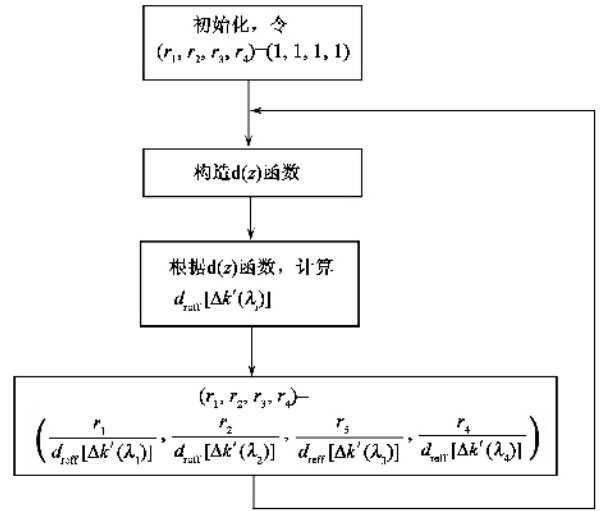 初始化，令
(r₁, r₂, r₃, r₄)=(1, 1, 1, 1)
构造d(z)函数
根据d(z)函数，计算
d_reff[Δk′(λᵢ)]
(r₁, r₂, r₃, r₄)=
(r₁/d_reff[Δk′(λ₁)], r₂/d_reff[Δk′(λ₂)], r₃/d_reff[Δk′(λ₃)], r₄/d_reff[Δk′(λ₄)])